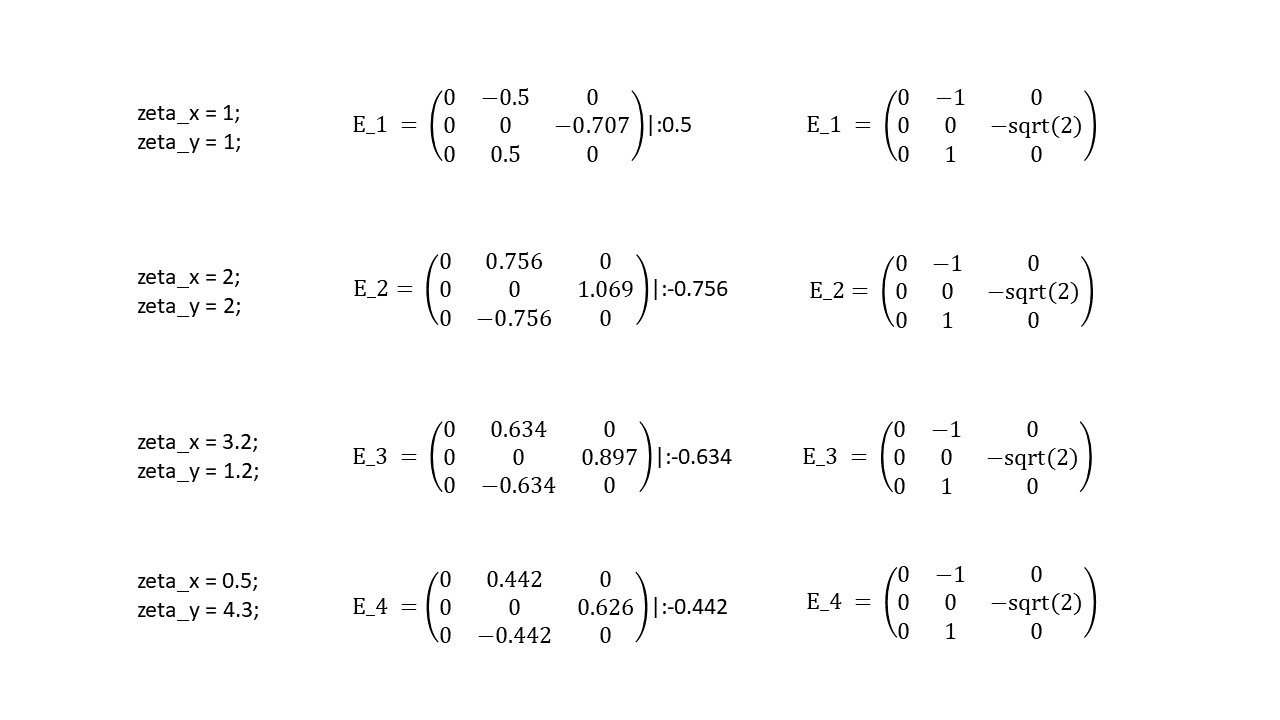 zeta_x = 1;
zeta_y = 1;
E_1 =
0 −0.5 0
0 0 −0.707
0 0.5 0
|:0.5
E_1 =
0 −1 0
0 0 −sqrt(2)
0 1 0
zeta_x = 2;
zeta_y = 2;
E_2 =
0 0.756 0
0 0 1.069
0 −0.756 0
|:-0.756
E_2 =
0 −1 0
0 0 −sqrt(2)
0 1 0
zeta_x = 3.2;
zeta_y = 1.2;
E_3 =
0 0.634 0
0 0 0.897
0 −0.634 0
|:-0.634
E_3 =
0 −1 0
0 0 −sqrt(2)
0 1 0
zeta_x = 0.5;
zeta_y = 4.3;
E_4 =
0 0.442 0
0 0 0.626
0 −0.442 0
|:-0.442
E_4 =
0 −1 0
0 0 −sqrt(2)
0 1 0